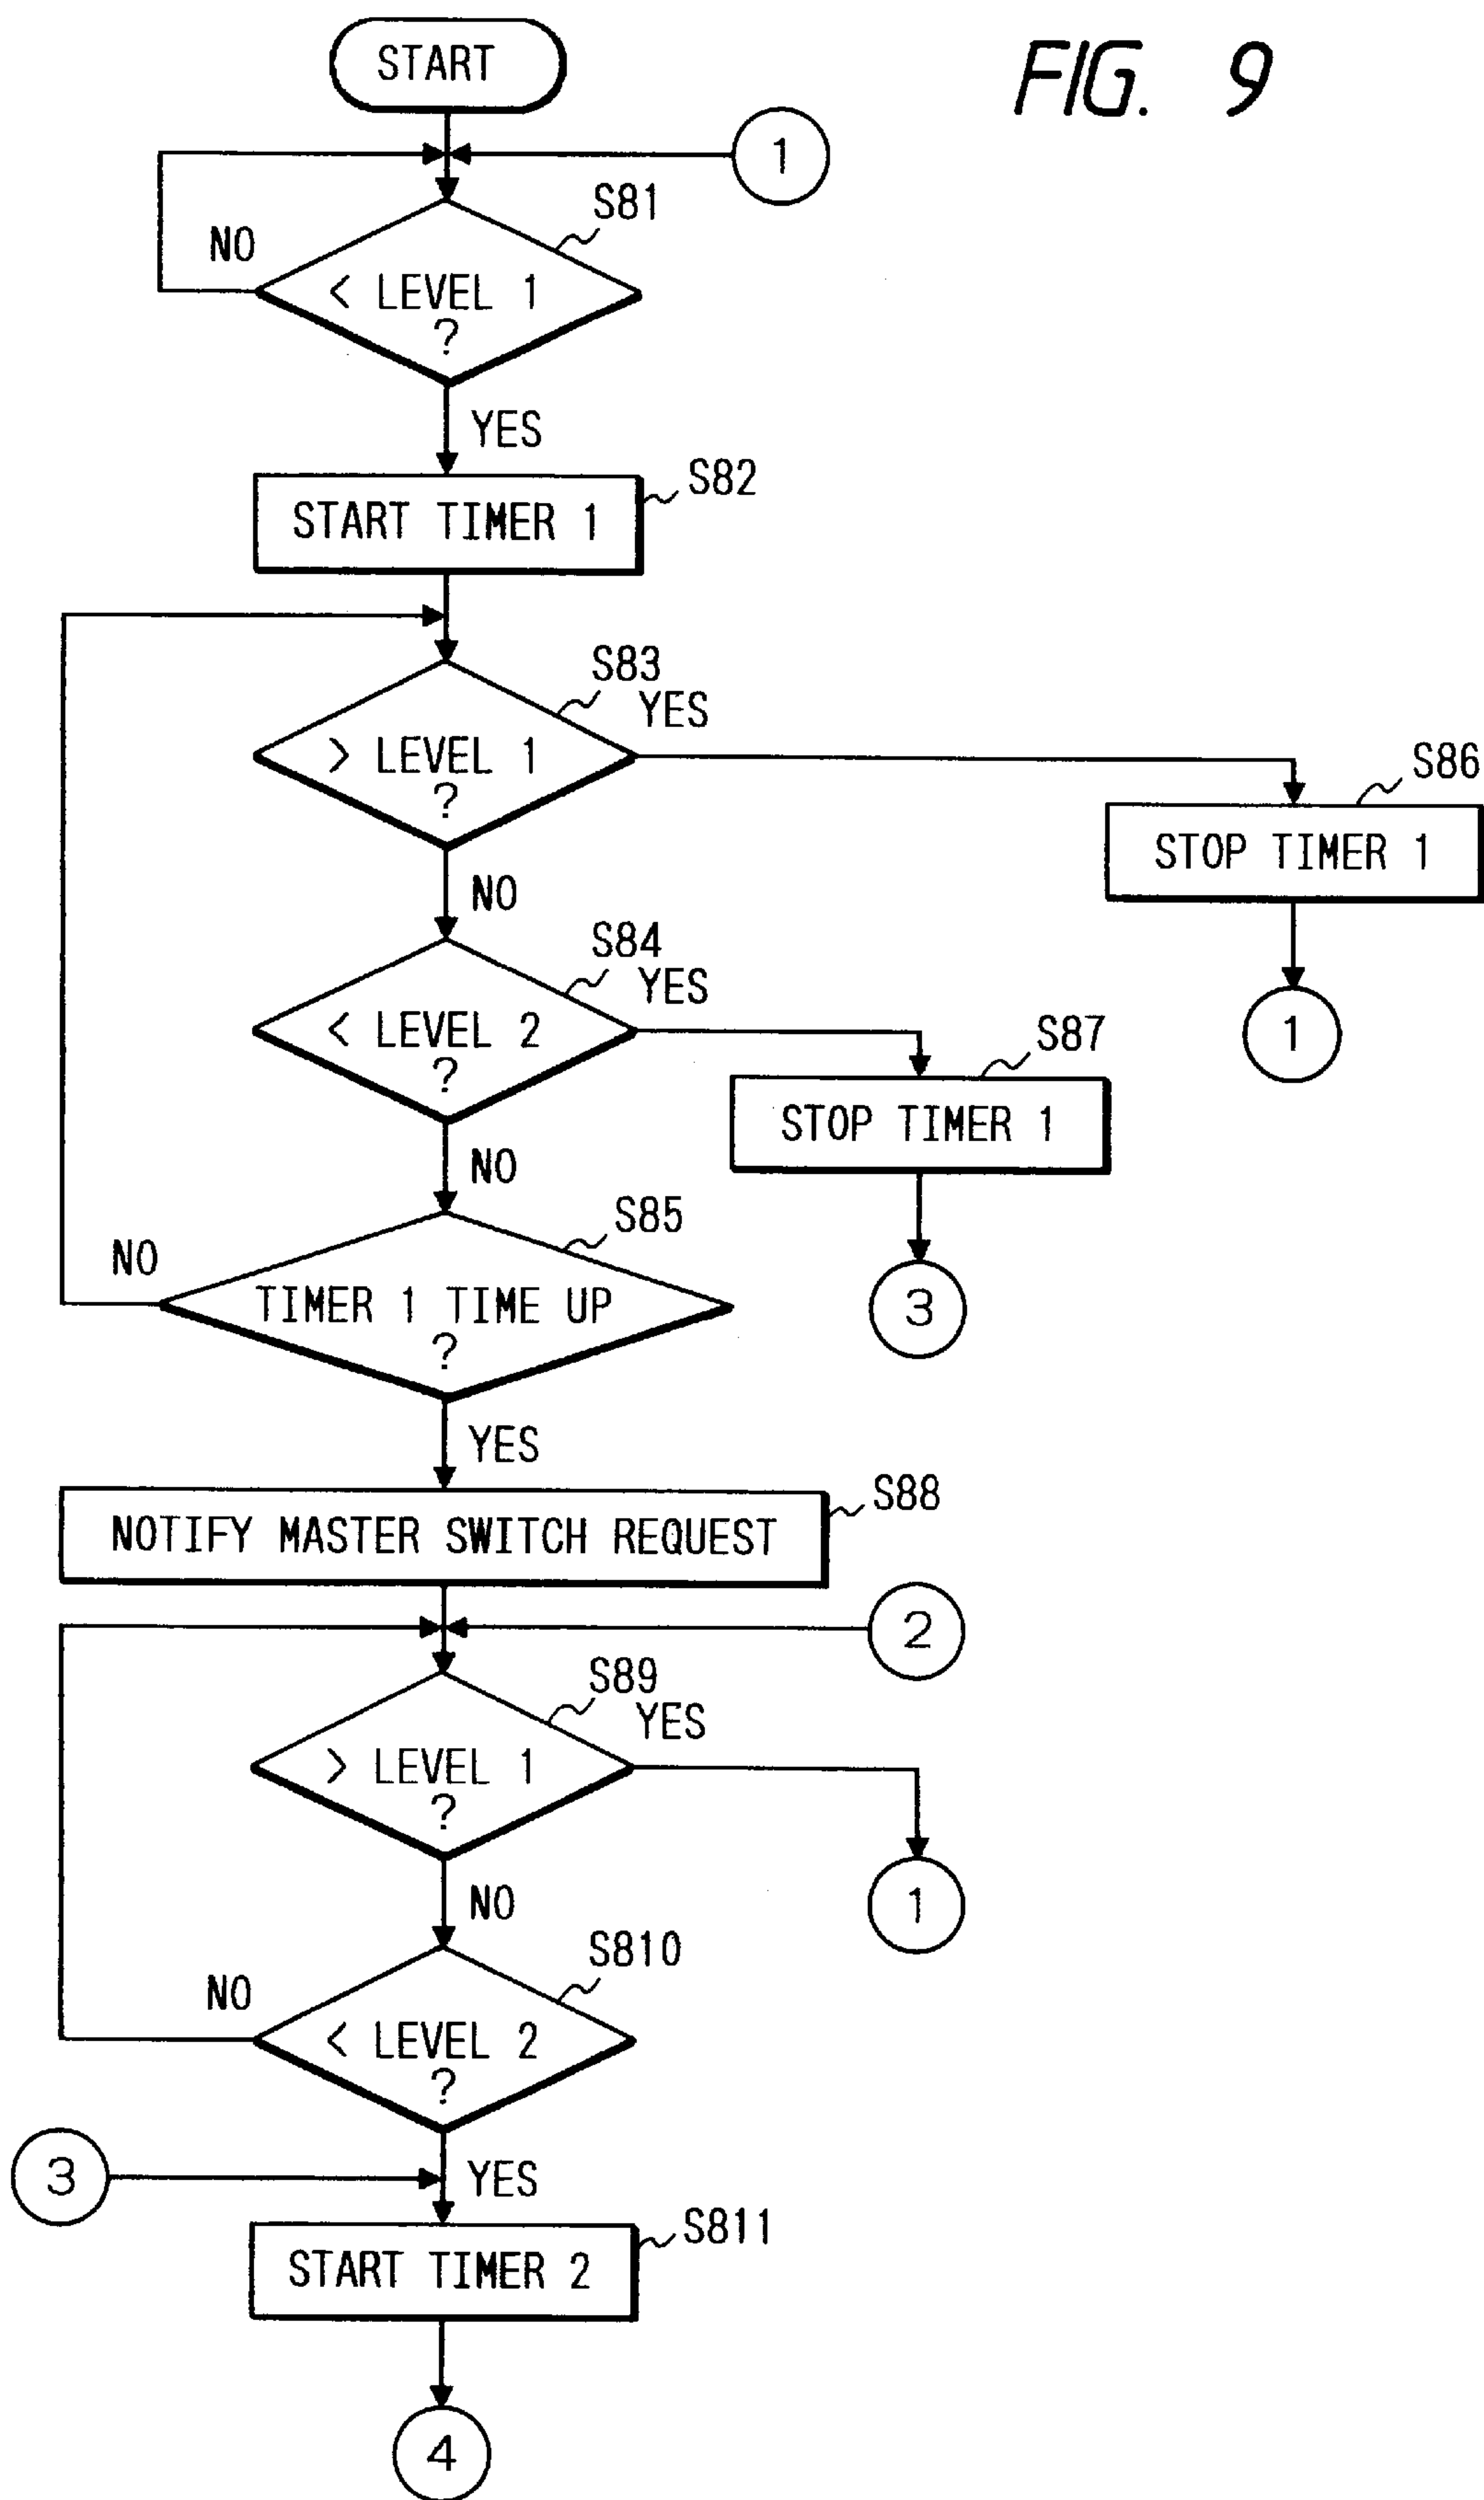 START
FIG. 9
1
S81
NO
< LEVEL 1
?
YES
S82
START TIMER 1
S83
YES
> LEVEL 1
?
S86
STOP TIMER 1
NO
S84
YES
< LEVEL 2
?
1
S87
STOP TIMER 1
NO
S85
NO
TIMER 1 TIME UP
?
3
YES
S88
NOTIFY MASTER SWITCH REQUEST
2
S89
YES
> LEVEL 1
?
NO
1
S810
NO
< LEVEL 2
?
3
YES
S811
START TIMER 2
4